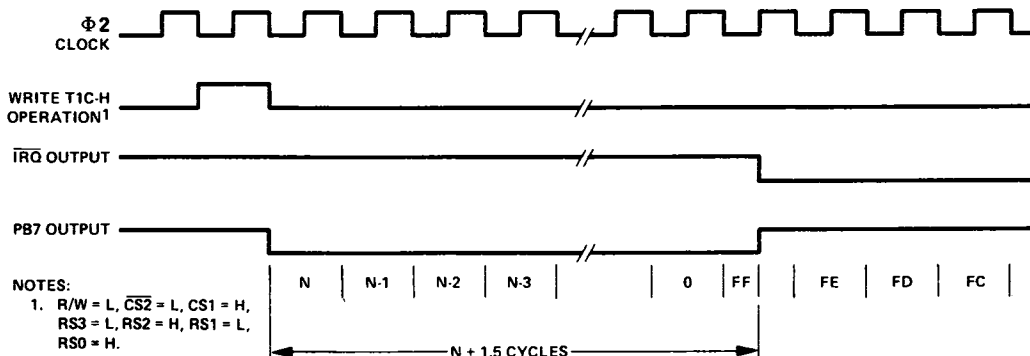 Φ2
CLOCK
WRITE T1C-H
OPERATION1
IRQ OUTPUT
PB7 OUTPUT
N N-1 N-2 N-3 0 FF FE FD FC
NOTES:
1. R/W = L, CS2 = L, CS1 = H,
RS3 = L, RS2 = H, RS1 = L,
RS0 = H.
N + 1.5 CYCLES